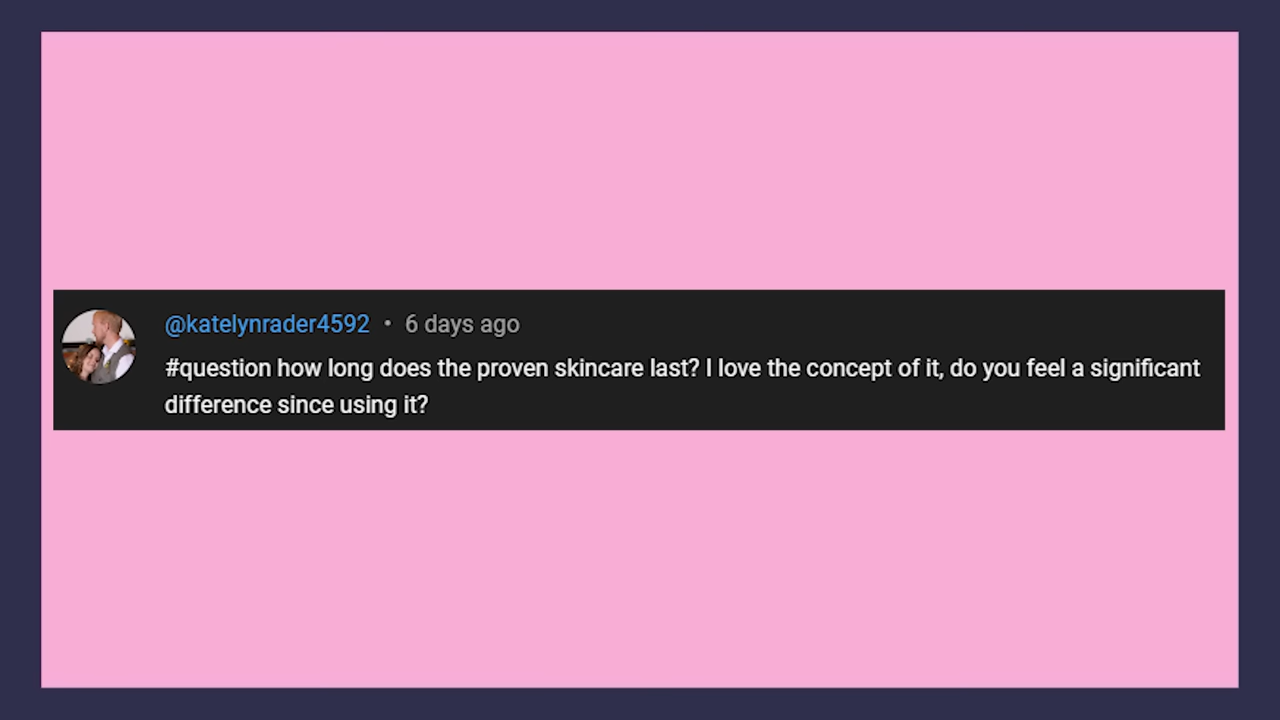 @katelynrader4592 • 6 days ago
#question how long does the proven skincare last? I love the concept of it, do you feel a significant
difference since using it?